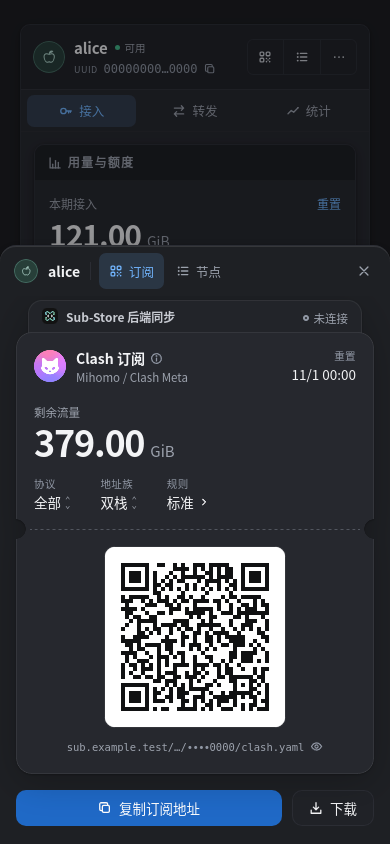 alice 可用
UUID 00000000…0000
接入 转发 统计
用量与额度
本期接入 重置
121.00 GiB
alice 订阅 节点
Sub-Store 后端同步 未连接
Clash 订阅 重置
Mihomo / Clash Meta 11/1 00:00
剩余流量
379.00 GiB
协议 地址族 规则
全部 双栈 标准
sub.example.test/…/••••0000/clash.yaml
复制订阅地址 下载